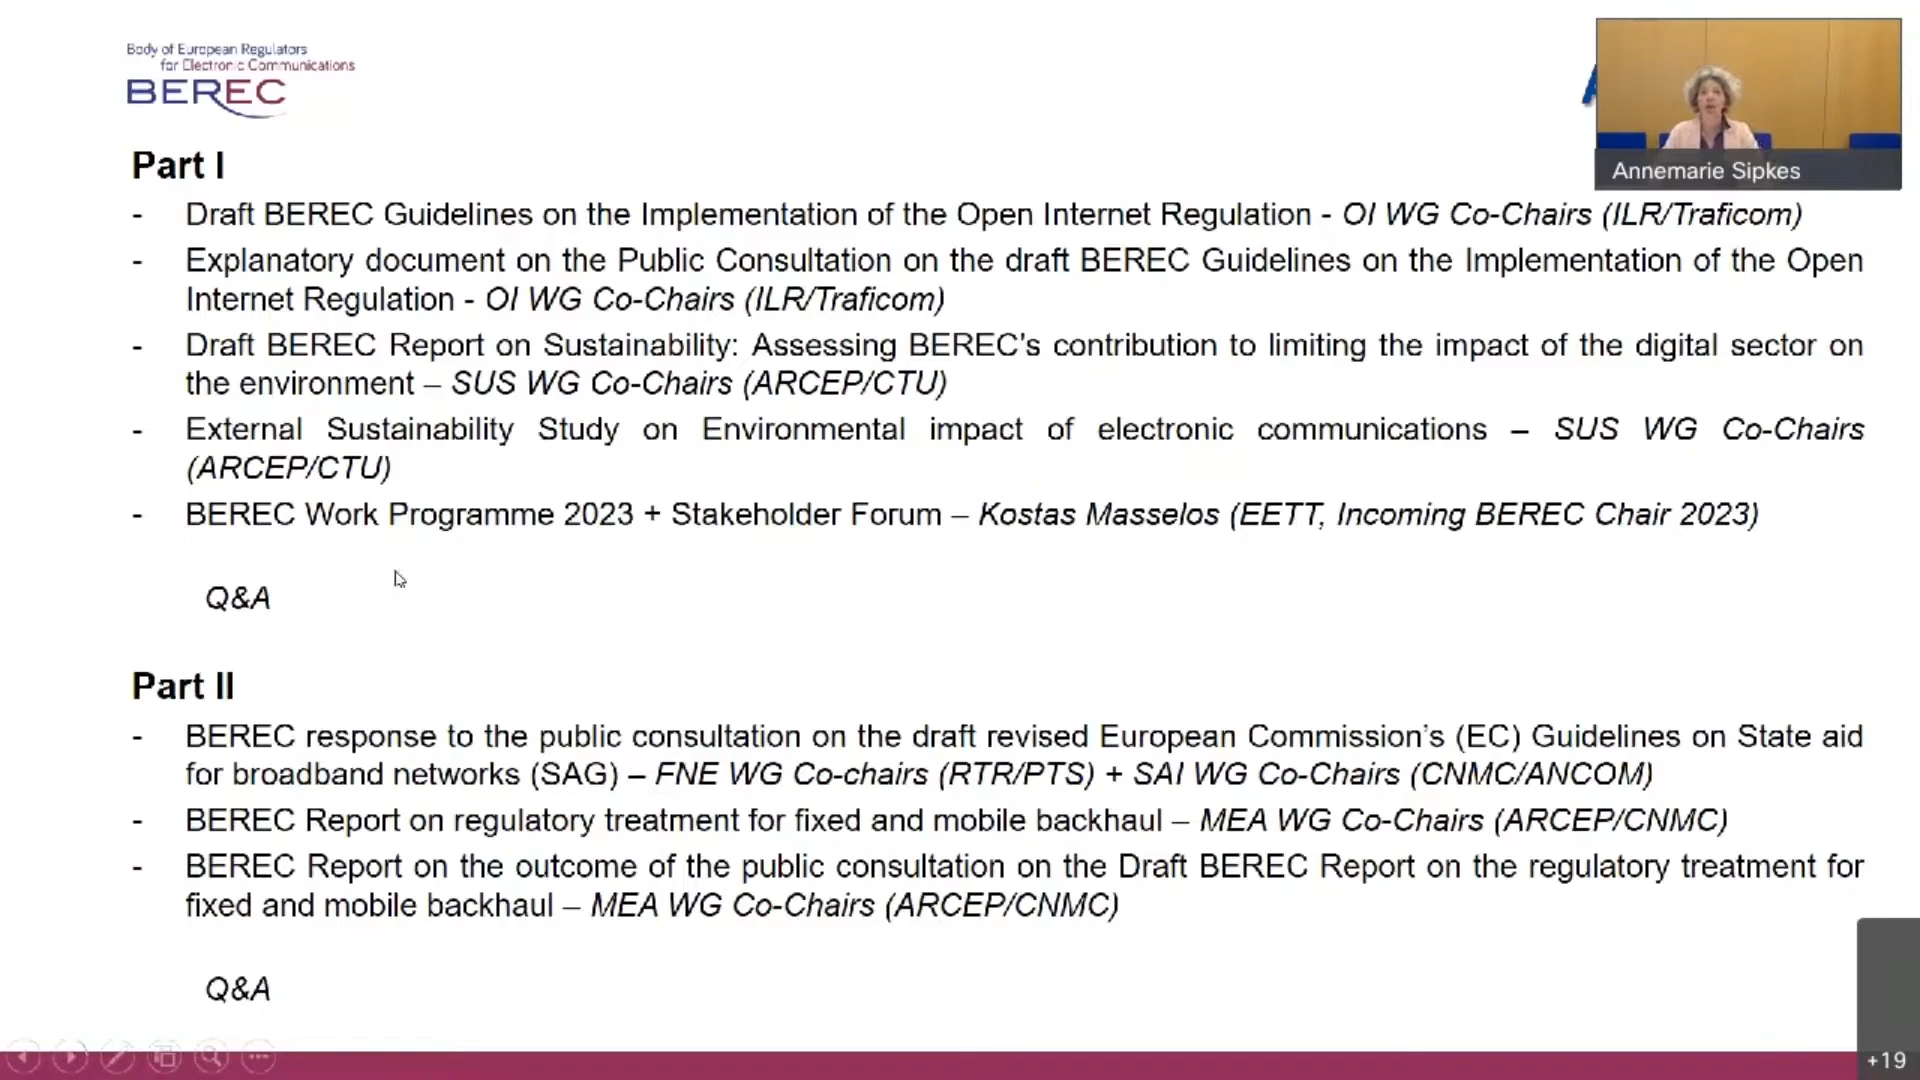 Body of European Regulators
for Electronic Communications
BEREC
Annemarie Sipkes
Part I
- Draft BEREC Guidelines on the Implementation of the Open Internet Regulation - OI WG Co-Chairs (ILR/Traficom)
- Explanatory document on the Public Consultation on the draft BEREC Guidelines on the Implementation of the Open
Internet Regulation - OI WG Co-Chairs (ILR/Traficom)
- Draft BEREC Report on Sustainability: Assessing BEREC's contribution to limiting the impact of the digital sector on
the environment – SUS WG Co-Chairs (ARCEP/CTU)
- External Sustainability Study on Environmental impact of electronic communications – SUS WG Co-Chairs
(ARCEP/CTU)
- BEREC Work Programme 2023 + Stakeholder Forum – Kostas Masselos (EETT, Incoming BEREC Chair 2023)
Q&A
Part II
- BEREC response to the public consultation on the draft revised European Commission's (EC) Guidelines on State aid
for broadband networks (SAG) – FNE WG Co-chairs (RTR/PTS) + SAI WG Co-Chairs (CNMC/ANCOM)
- BEREC Report on regulatory treatment for fixed and mobile backhaul – MEA WG Co-Chairs (ARCEP/CNMC)
- BEREC Report on the outcome of the public consultation on the Draft BEREC Report on the regulatory treatment for
fixed and mobile backhaul – MEA WG Co-Chairs (ARCEP/CNMC)
Q&A
+19